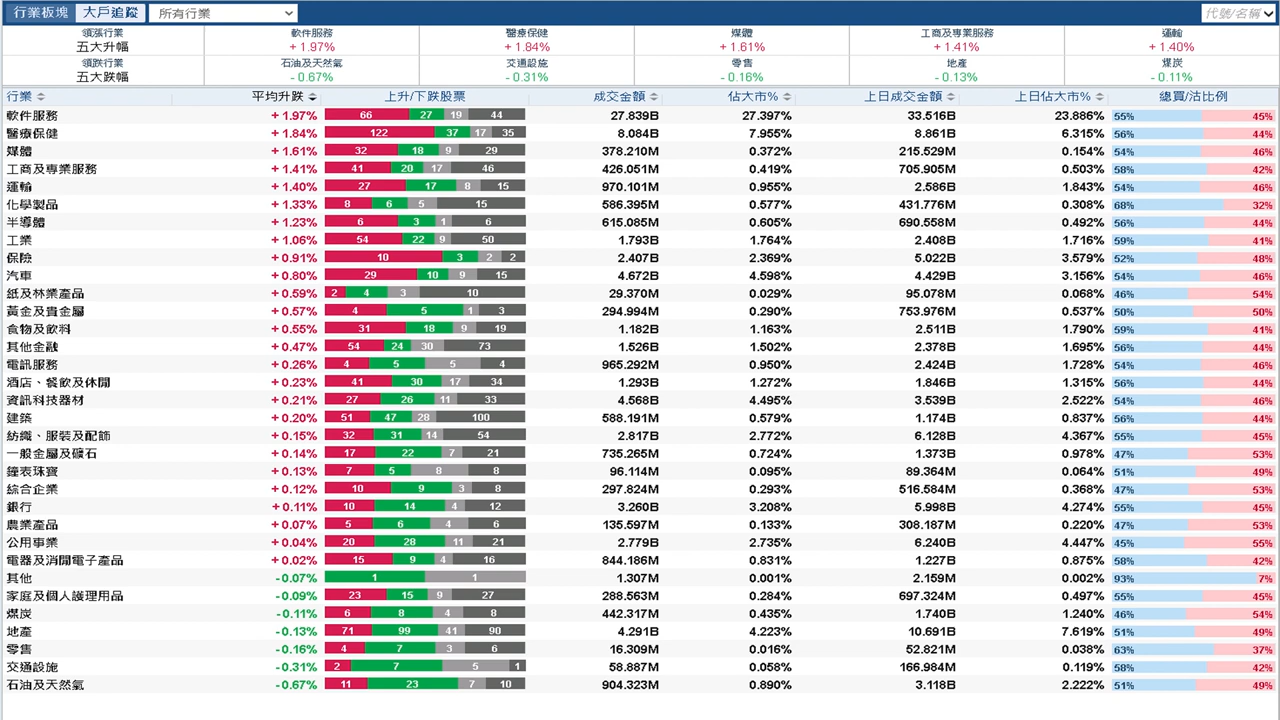 行業板塊 大戶追蹤 所有行業 代號/名稱
領漲行業 軟件服務 醫療保健 媒體 工商及專業服務 運輸
五大升幅 + 1.97% + 1.84% + 1.61% + 1.41% + 1.40%
領跌行業 石油及天然氣 交通設施 零售 地產 煤炭
五大跌幅 - 0.67% - 0.31% - 0.16% - 0.13% - 0.11%
行業 平均升跌 上升/下跌股票 成交金額 佔大市% 上日成交金額 上日佔大市% 總買/沽比例
軟件服務 + 1.97% 66 27 19 44 27.839B 27.397% 33.516B 23.886% 55% 45%
醫療保健 + 1.84% 122 37 17 35 8.084B 7.955% 8.861B 6.315% 56% 44%
媒體 + 1.61% 32 18 9 29 378.210M 0.372% 215.529M 0.154% 54% 46%
工商及專業服務 + 1.41% 41 20 17 46 426.051M 0.419% 705.905M 0.503% 58% 42%
運輸 + 1.40% 27 17 8 15 970.101M 0.955% 2.586B 1.843% 54% 46%
化學製品 + 1.33% 8 6 5 15 586.395M 0.577% 431.776M 0.308% 68% 32%
半導體 + 1.23% 6 3 1 6 615.085M 0.605% 690.558M 0.492% 56% 44%
工業 + 1.06% 54 22 9 50 1.793B 1.764% 2.408B 1.716% 59% 41%
保險 + 0.91% 10 3 2 2 2.407B 2.369% 5.022B 3.579% 52% 48%
汽車 + 0.80% 29 10 9 15 4.672B 4.598% 4.429B 3.156% 54% 46%
紙及林業產品 + 0.59% 2 4 3 10 29.370M 0.029% 95.078M 0.068% 46% 54%
黃金及貴金屬 + 0.57% 4 5 1 3 294.994M 0.290% 753.976M 0.537% 50% 50%
食物及飲料 + 0.55% 31 18 9 19 1.182B 1.163% 2.511B 1.790% 59% 41%
其他金融 + 0.47% 54 24 30 73 1.526B 1.502% 2.378B 1.695% 56% 44%
電訊服務 + 0.26% 4 5 5 4 965.292M 0.950% 2.424B 1.728% 54% 46%
酒店、餐飲及休閒 + 0.23% 41 30 17 34 1.293B 1.272% 1.846B 1.315% 56% 44%
資訊科技器材 + 0.21% 27 26 11 33 4.568B 4.495% 3.539B 2.522% 54% 46%
建築 + 0.20% 51 47 28 100 588.191M 0.579% 1.174B 0.837% 56% 44%
紡織、服裝及配飾 + 0.15% 32 31 14 54 2.817B 2.772% 6.128B 4.367% 55% 45%
一般金屬及礦石 + 0.14% 17 22 7 21 735.265M 0.724% 1.373B 0.978% 47% 53%
鐘表珠寶 + 0.13% 7 5 8 8 96.114M 0.095% 89.364M 0.064% 51% 49%
綜合企業 + 0.12% 10 9 3 8 297.824M 0.293% 516.584M 0.368% 47% 53%
銀行 + 0.11% 10 14 4 12 3.260B 3.208% 5.998B 4.274% 55% 45%
農業產品 + 0.07% 5 6 4 6 135.597M 0.133% 308.187M 0.220% 47% 53%
公用事業 + 0.04% 20 28 11 21 2.779B 2.735% 6.240B 4.447% 45% 55%
電器及消閒電子產品 + 0.02% 15 9 4 16 844.186M 0.831% 1.227B 0.875% 58% 42%
其他 -0.07% 1 1 1.307M 0.001% 2.159M 0.002% 93% 7%
家庭及個人護理用品 -0.09% 23 15 9 27 288.563M 0.284% 697.324M 0.497% 55% 45%
煤炭 -0.11% 6 8 4 8 442.317M 0.435% 1.740B 1.240% 46% 54%
地產 -0.13% 71 99 41 90 4.291B 4.223% 10.691B 7.619% 51% 49%
零售 -0.16% 4 7 3 6 16.309M 0.016% 52.821M 0.038% 63% 37%
交通設施 -0.31% 2 7 5 1 58.887M 0.058% 166.984M 0.119% 58% 42%
石油及天然氣 -0.67% 11 23 7 10 904.323M 0.890% 3.118B 2.222% 51% 49%